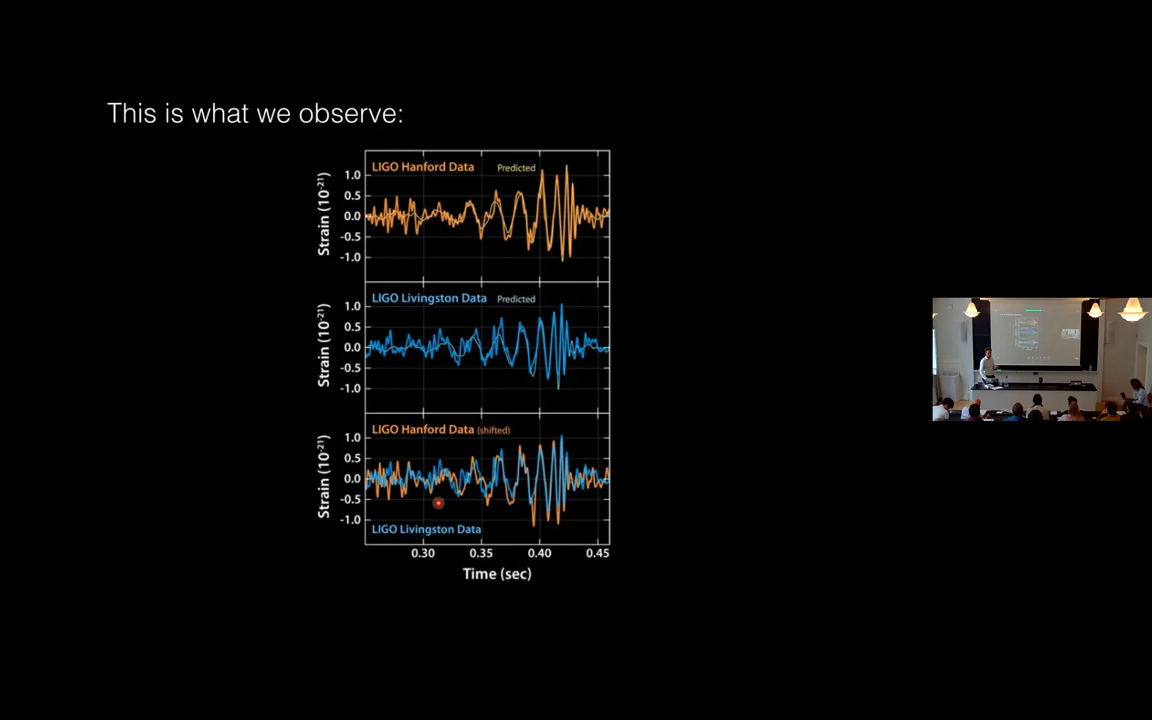 This is what we observe:
LIGO Hanford Data Predicted
1.0
0.5
0.0
-0.5
-1.0
Strain (10⁻²¹)
LIGO Livingston Data Predicted
1.0
0.5
0.0
-0.5
-1.0
Strain (10⁻²¹)
LIGO Hanford Data (shifted)
1.0
0.5
0.0
-0.5
-1.0
Strain (10⁻²¹)
LIGO Livingston Data
0.30 0.35 0.40 0.45
Time (sec)